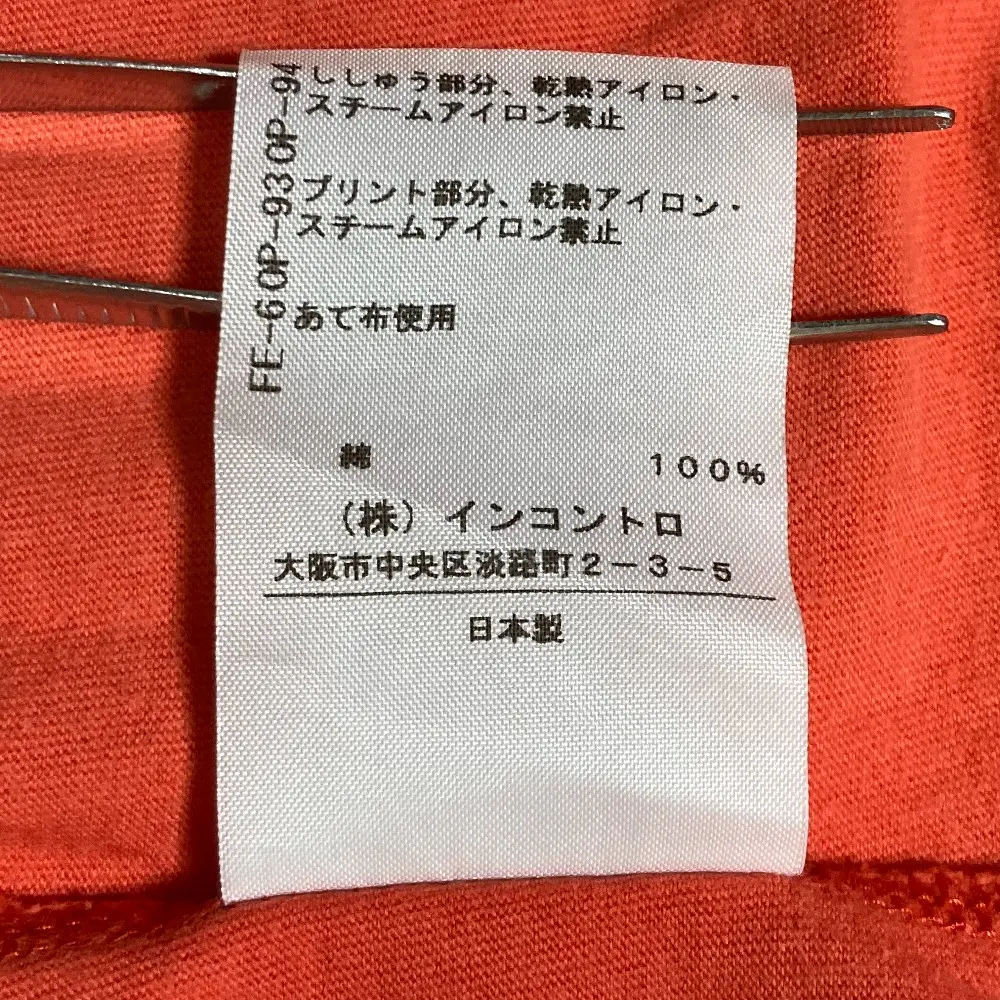 ししゅう部分、乾熱アイロン・
スチームアイロン禁止
プリント部分、乾熱アイロン・
スチームアイロン禁止
あて布使用
FE-60P-930P-94
綿 100%
(株)インコントロ
大阪市中央区淡路町2-3-5
日本製